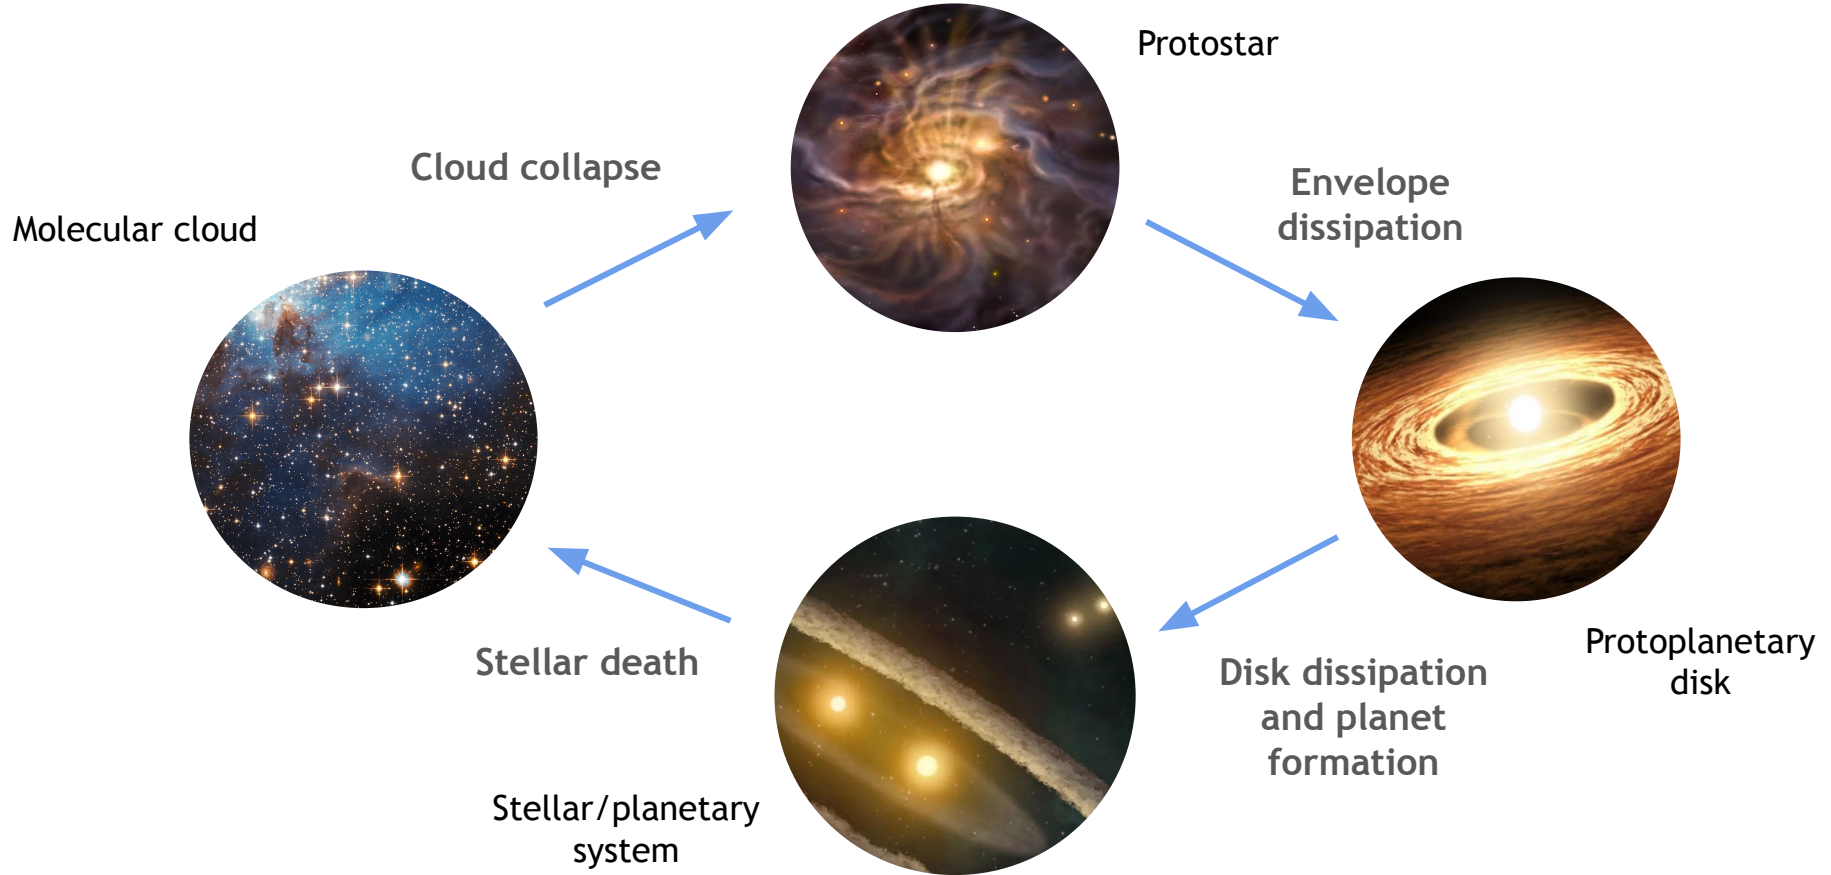 Protostar
Cloud collapse
Envelope
dissipation
Molecular cloud
Protoplanetary
disk
Stellar death
Disk dissipation
and planet
formation
Stellar/planetary
system